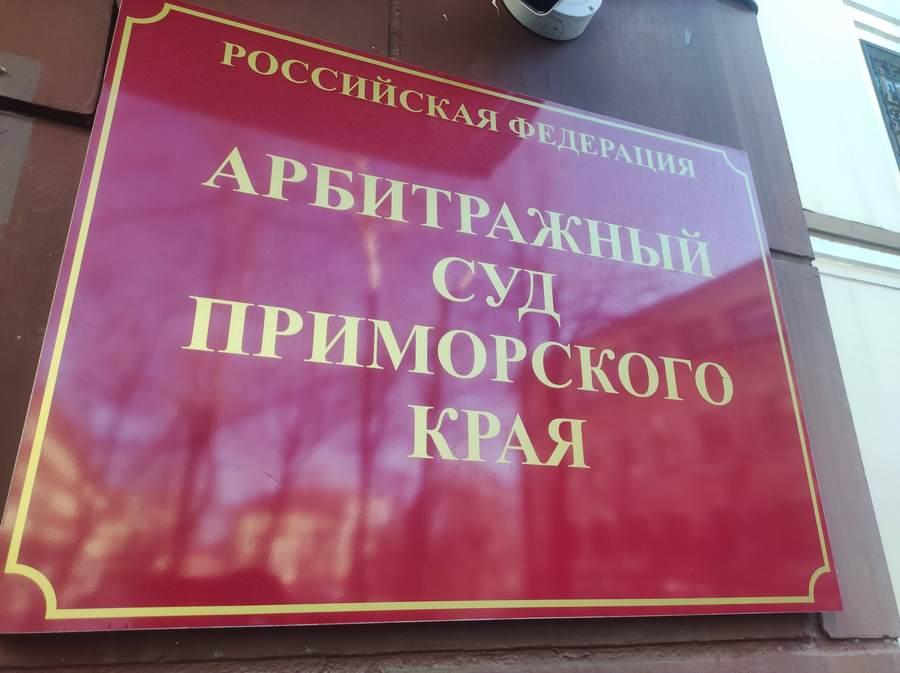 РОССИЙСКАЯ ФЕДЕРАЦИЯ
АРБИТРАЖНЫЙ
СУД
ПРИМОРСКОГО
КРАЯ